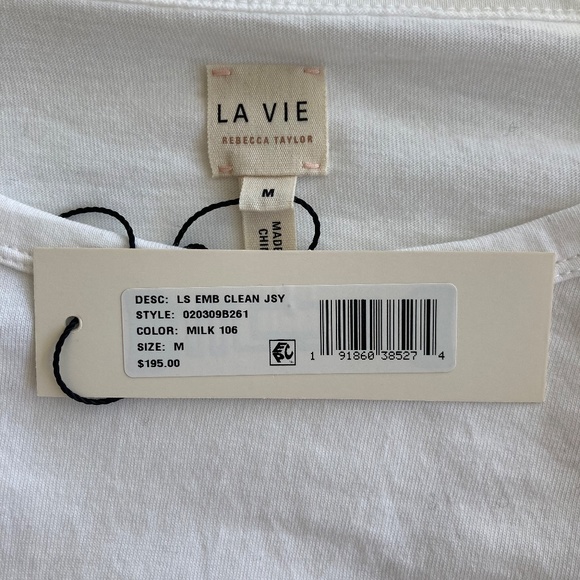 LA VIE
REBECCA TAYLOR
M
MADE
DESC: LS EMB CLEAN JSY
STYLE: 020309B261
COLOR: MILK 106
SIZE: M
$195.00
1 91860 38527 4